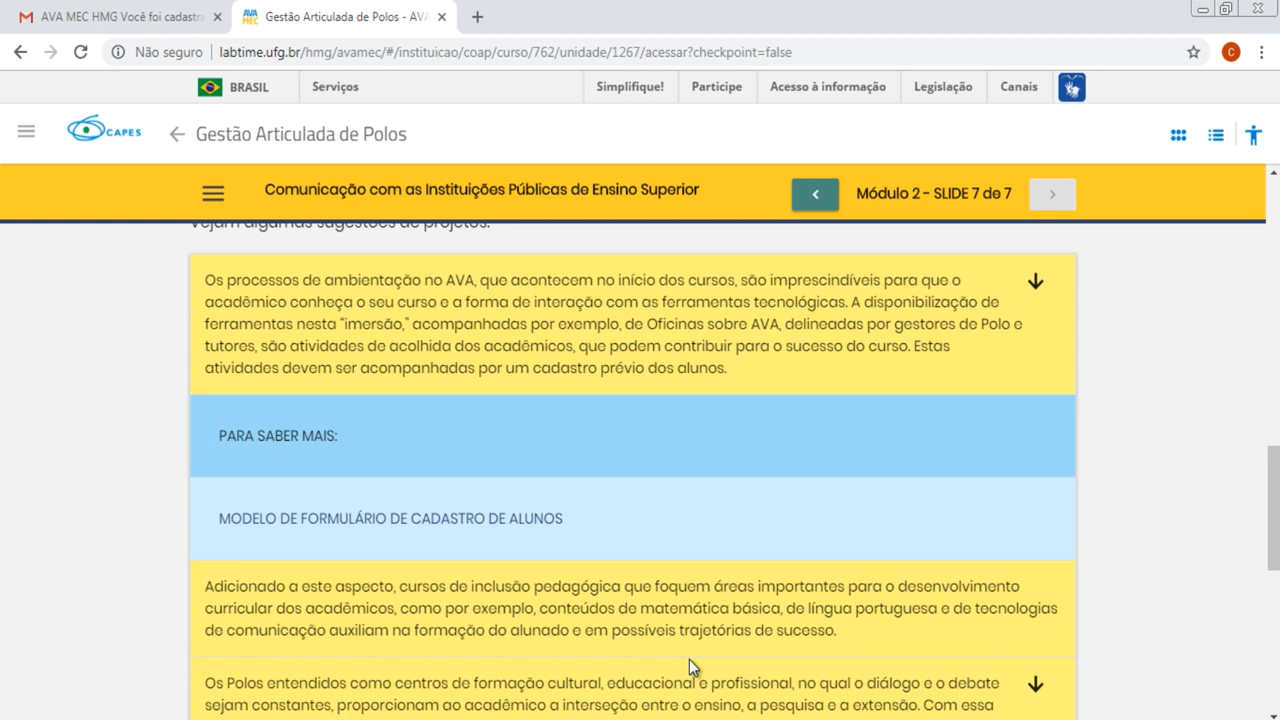 AVA MEC HMG Você foi cadastra
Gestão Articulada de Polos - AVA
Não seguro
labtime.ufg.br/hmg/avamec/#/instituicao/coap/curso/762/unidade/1267/acessar?checkpoint=false
C
BRASIL
Serviços
Simplifique!
Participe
Acesso à informação
Legislação
Canais
CAPES
Gestão Articulada de Polos
Comunicação com as Instituições Públicas de Ensino Superior
Módulo 2 - SLIDE 7 de 7
Vejam algumas sugestões de projetos.
Os processos de ambientação no AVA, que acontecem no início dos cursos, são imprescindíveis para que o
acadêmico conheça o seu curso e a forma de interação com as ferramentas tecnológicas. A disponibilização de
ferramentas nesta “imersão,” acompanhadas por exemplo, de Oficinas sobre AVA, delineadas por gestores de Polo e
tutores, são atividades de acolhida dos acadêmicos, que podem contribuir para o sucesso do curso. Estas
atividades devem ser acompanhadas por um cadastro prévio dos alunos.
PARA SABER MAIS:
MODELO DE FORMULÁRIO DE CADASTRO DE ALUNOS
Adicionado a este aspecto, cursos de inclusão pedagógica que foquem áreas importantes para o desenvolvimento
curricular dos acadêmicos, como por exemplo, conteúdos de matemática básica, de língua portuguesa e de tecnologias
de comunicação auxiliam na formação do alunado e em possíveis trajetórias de sucesso.
Os Polos entendidos como centros de formação cultural, educacional e profissional, no qual o diálogo e o debate
sejam constantes, proporcionam ao acadêmico a interseção entre o ensino, a pesquisa e a extensão. Com essa